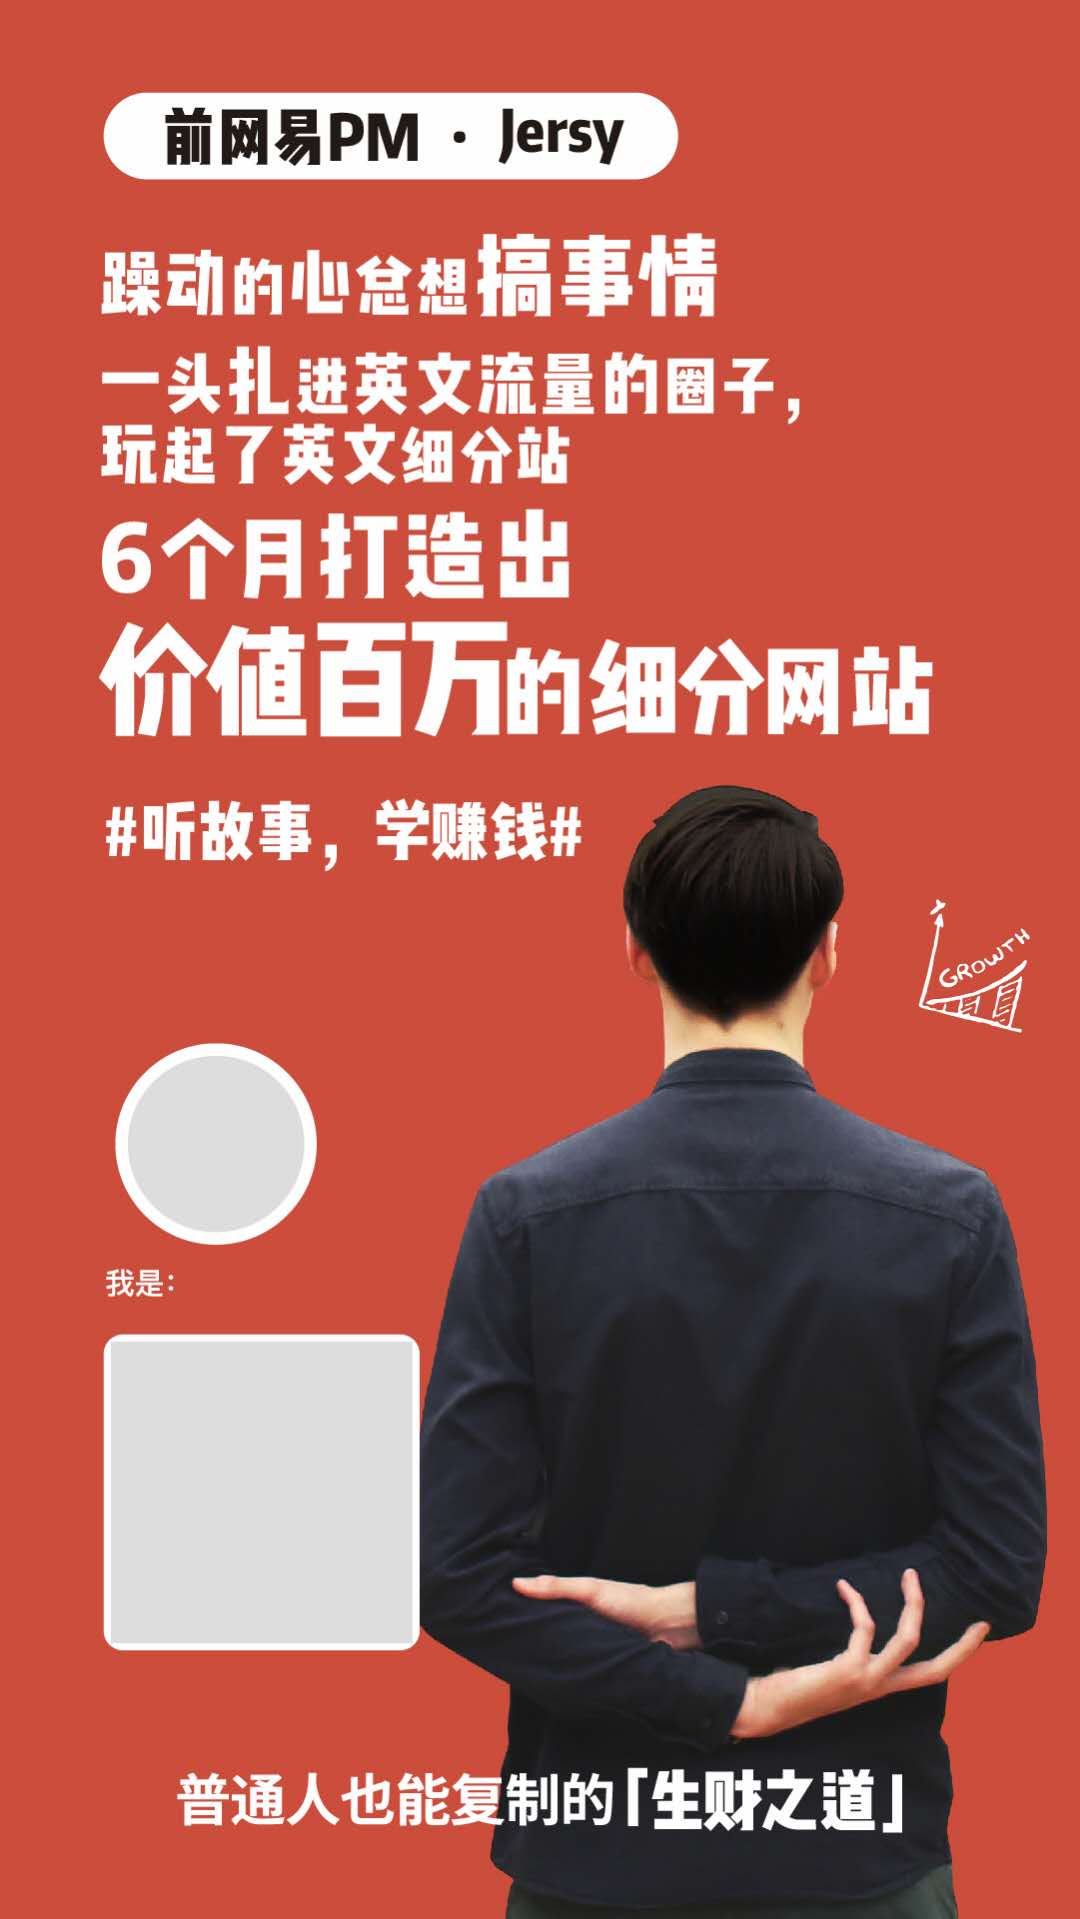 前网易PM · Jersy
躁动的心总想搞事情
一头扎进英文流量的圈子，
玩起了英文细分站
6个月打造出
价值百万的细分网站
#听故事，学赚钱#
GROWTH
我是：
普通人也能复制的「生财之道」